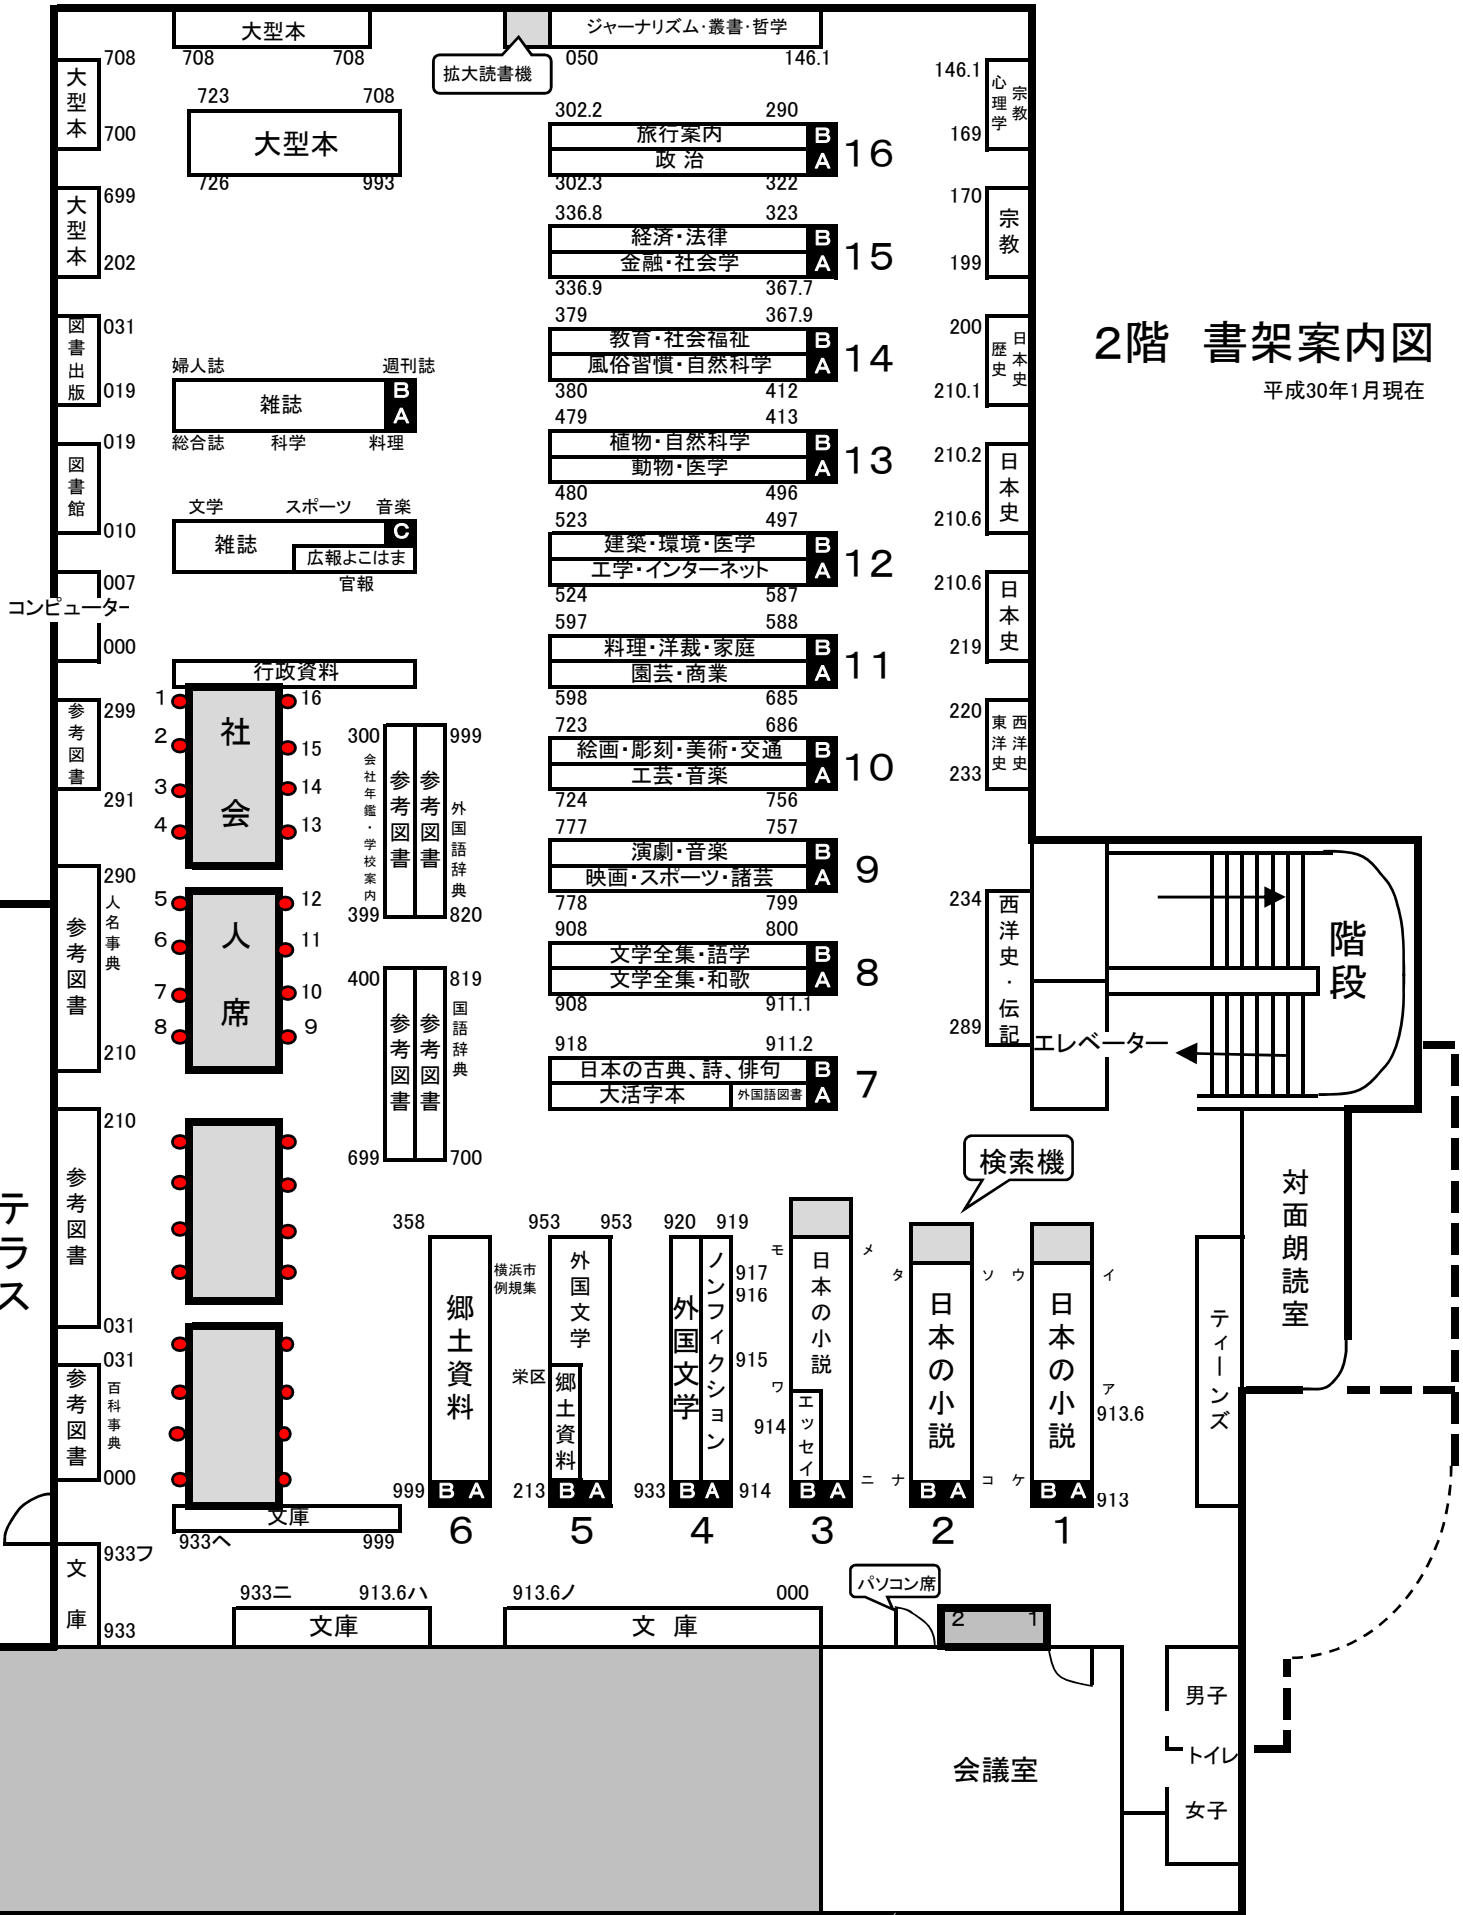 2階 書架案内図
平成30年1月現在
大型本
708
708
ジャーナリズム・叢書・哲学
050
146.1
拡大読書機
708
大型本
700
723
708
大型本
726
993
699
大型本
202
031
図書出版
019
019
図書館
010
007
コンピューター
000
299
参考図書
291
290
人名事典
参考図書
210
210
参考図書
031
031
百科事典
参考図書
000
933フ
文庫
933
テラス
婦人誌
週刊誌
雑誌
B
A
総合誌
科学
料理
文学
スポーツ
音楽
雑誌
C
広報よこはま
官報
行政資料
社会
1
2
3
4
16
15
14
13
人席
5
6
7
8
12
11
10
9
300
999
会社年鑑・学校案内
参考図書
参考図書
外国語辞典
399
820
400
819
参考図書
参考図書
国語辞典
699
700
302.2
290
旅行案内
B
政治
A
16
302.3
322
336.8
323
経済・法律
B
金融・社会学
A
15
336.9
367.7
379
367.9
教育・社会福祉
B
風俗習慣・自然科学
A
14
380
412
479
413
植物・自然科学
B
動物・医学
A
13
480
496
523
497
建築・環境・医学
B
工学・インターネット
A
12
524
587
597
588
料理・洋裁・家庭
B
園芸・商業
A
11
598
685
723
686
絵画・彫刻・美術・交通
B
工芸・音楽
A
10
724
756
777
757
演劇・音楽
B
映画・スポーツ・諸芸
A
9
778
799
908
800
文学全集・語学
B
文学全集・和歌
A
8
908
911.1
918
911.2
日本の古典、詩、俳句
B
大活字本
外国語図書
A
7
146.1
心理学
宗教
169
170
宗教
199
200
歴史
日本史
210.1
210.2
日本史
210.6
210.6
日本史
219
220
東洋史
西洋史
233
234
西洋史・伝記
289
エレベーター
階段
検索機
対面朗読室
ティーンズ
358
郷土資料
横浜市
例規集
999
B A
6
953
953
外国文学
栄区
郷土資料
213
B A
5
920
919
外国文学
ノンフィクション
917
916
915
933
B A
914
4
モ
メ
日本の小説
ワ
914
エッセイ
ニ
B A
3
タ
ソ
日本の小説
ナ
コ
B A
2
ウ
イ
日本の小説
ア
913.6
ケ
B A
913
1
文庫
933ヘ
999
933ニ
913.6ハ
文庫
913.6ノ
000
文庫
パソコン席
2
1
会議室
男子
トイレ
女子